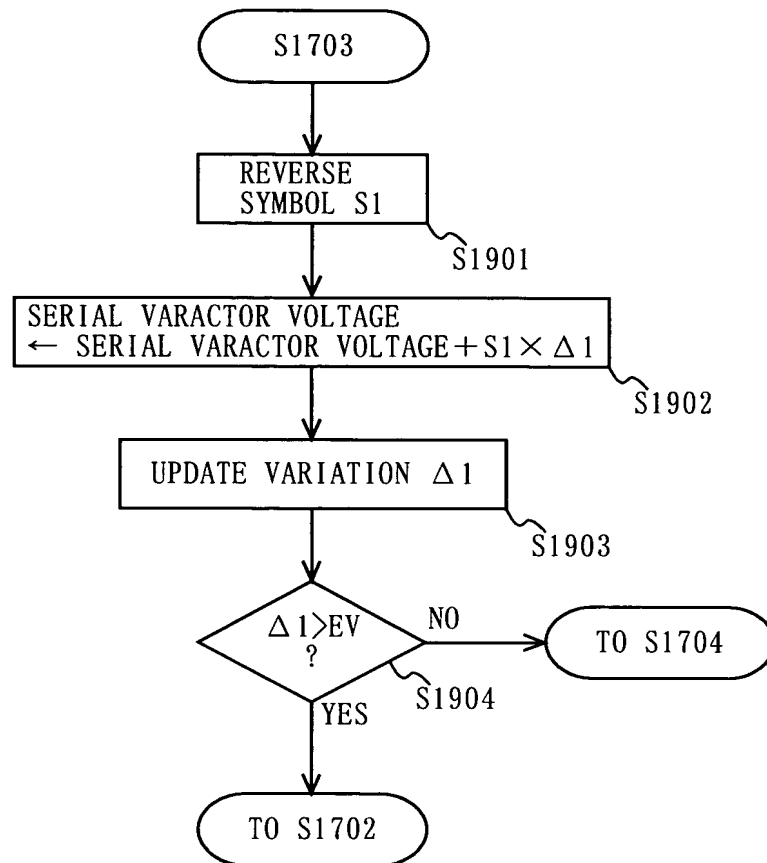 S1703
REVERSE
SYMBOL S1
S1901
SERIAL VARACTOR VOLTAGE
← SERIAL VARACTOR VOLTAGE+S1×Δ1
S1902
UPDATE VARIATION Δ1
S1903
Δ1>EV
?
NO
TO S1704
S1904
YES
TO S1702